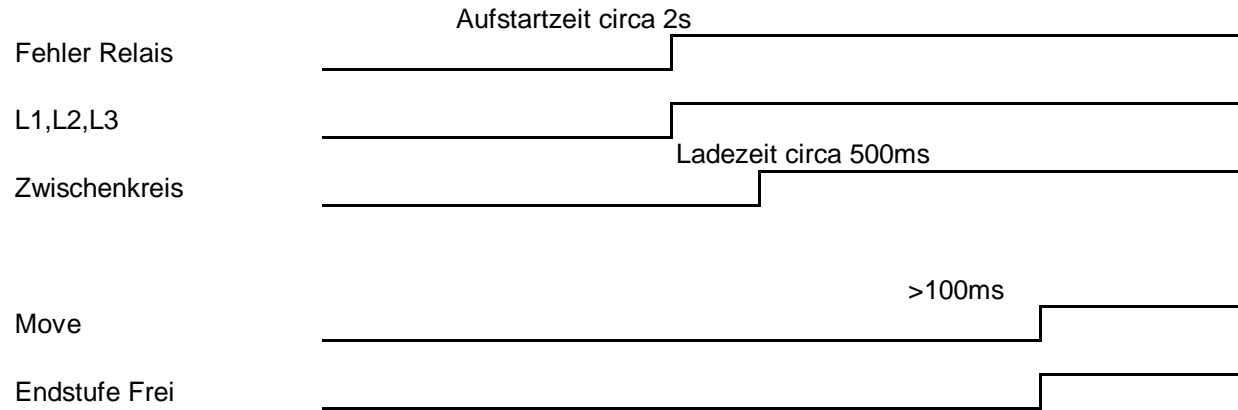 Aufstartzeit circa 2s
Fehler Relais
L1,L2,L3
Ladezeit circa 500ms
Zwischenkreis
>100ms
Move
Endstufe Frei